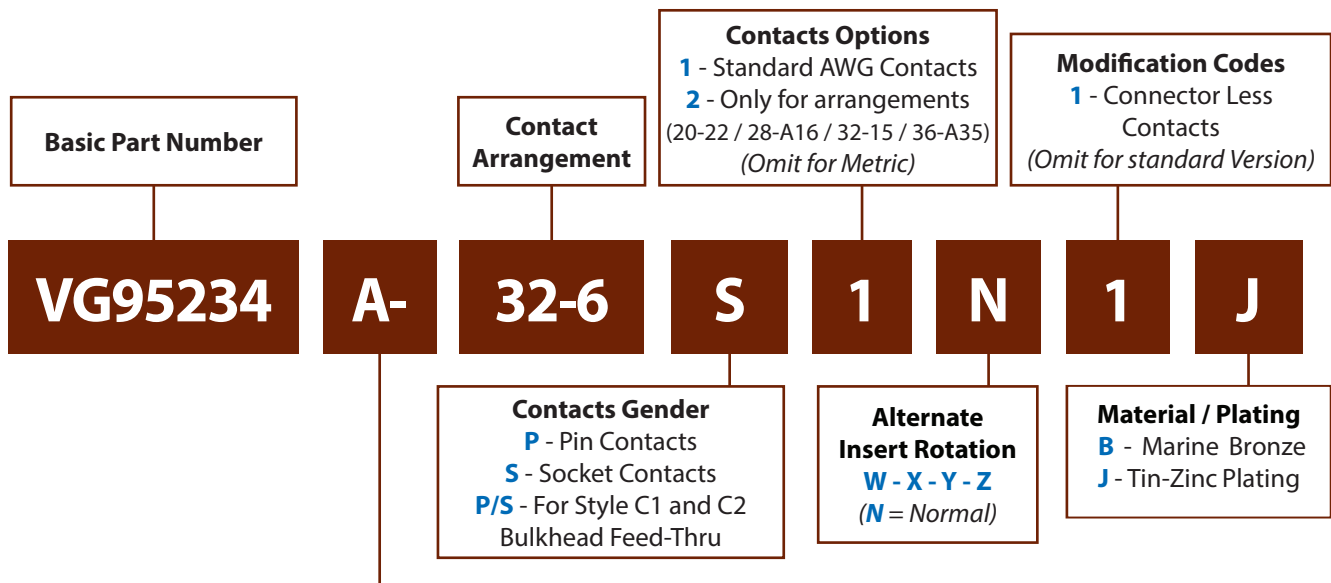 Contacts Options
1 - Standard AWG Contacts
2 - Only for arrangements
(20-22 / 28-A16 / 32-15 / 36-A35)
(Omit for Metric)
Modification Codes
1 - Connector Less
Contacts
(Omit for standard Version)
Basic Part Number
Contact
Arrangement
VG95234 A- 32-6 S 1 N 1 J
Contacts Gender
P - Pin Contacts
S - Socket Contacts
P/S - For Style C1 and C2
Bulkhead Feed-Thru
Alternate
Insert Rotation
W - X - Y - Z
(N = Normal)
Material / Plating
B - Marine Bronze
J - Tin-Zinc Plating